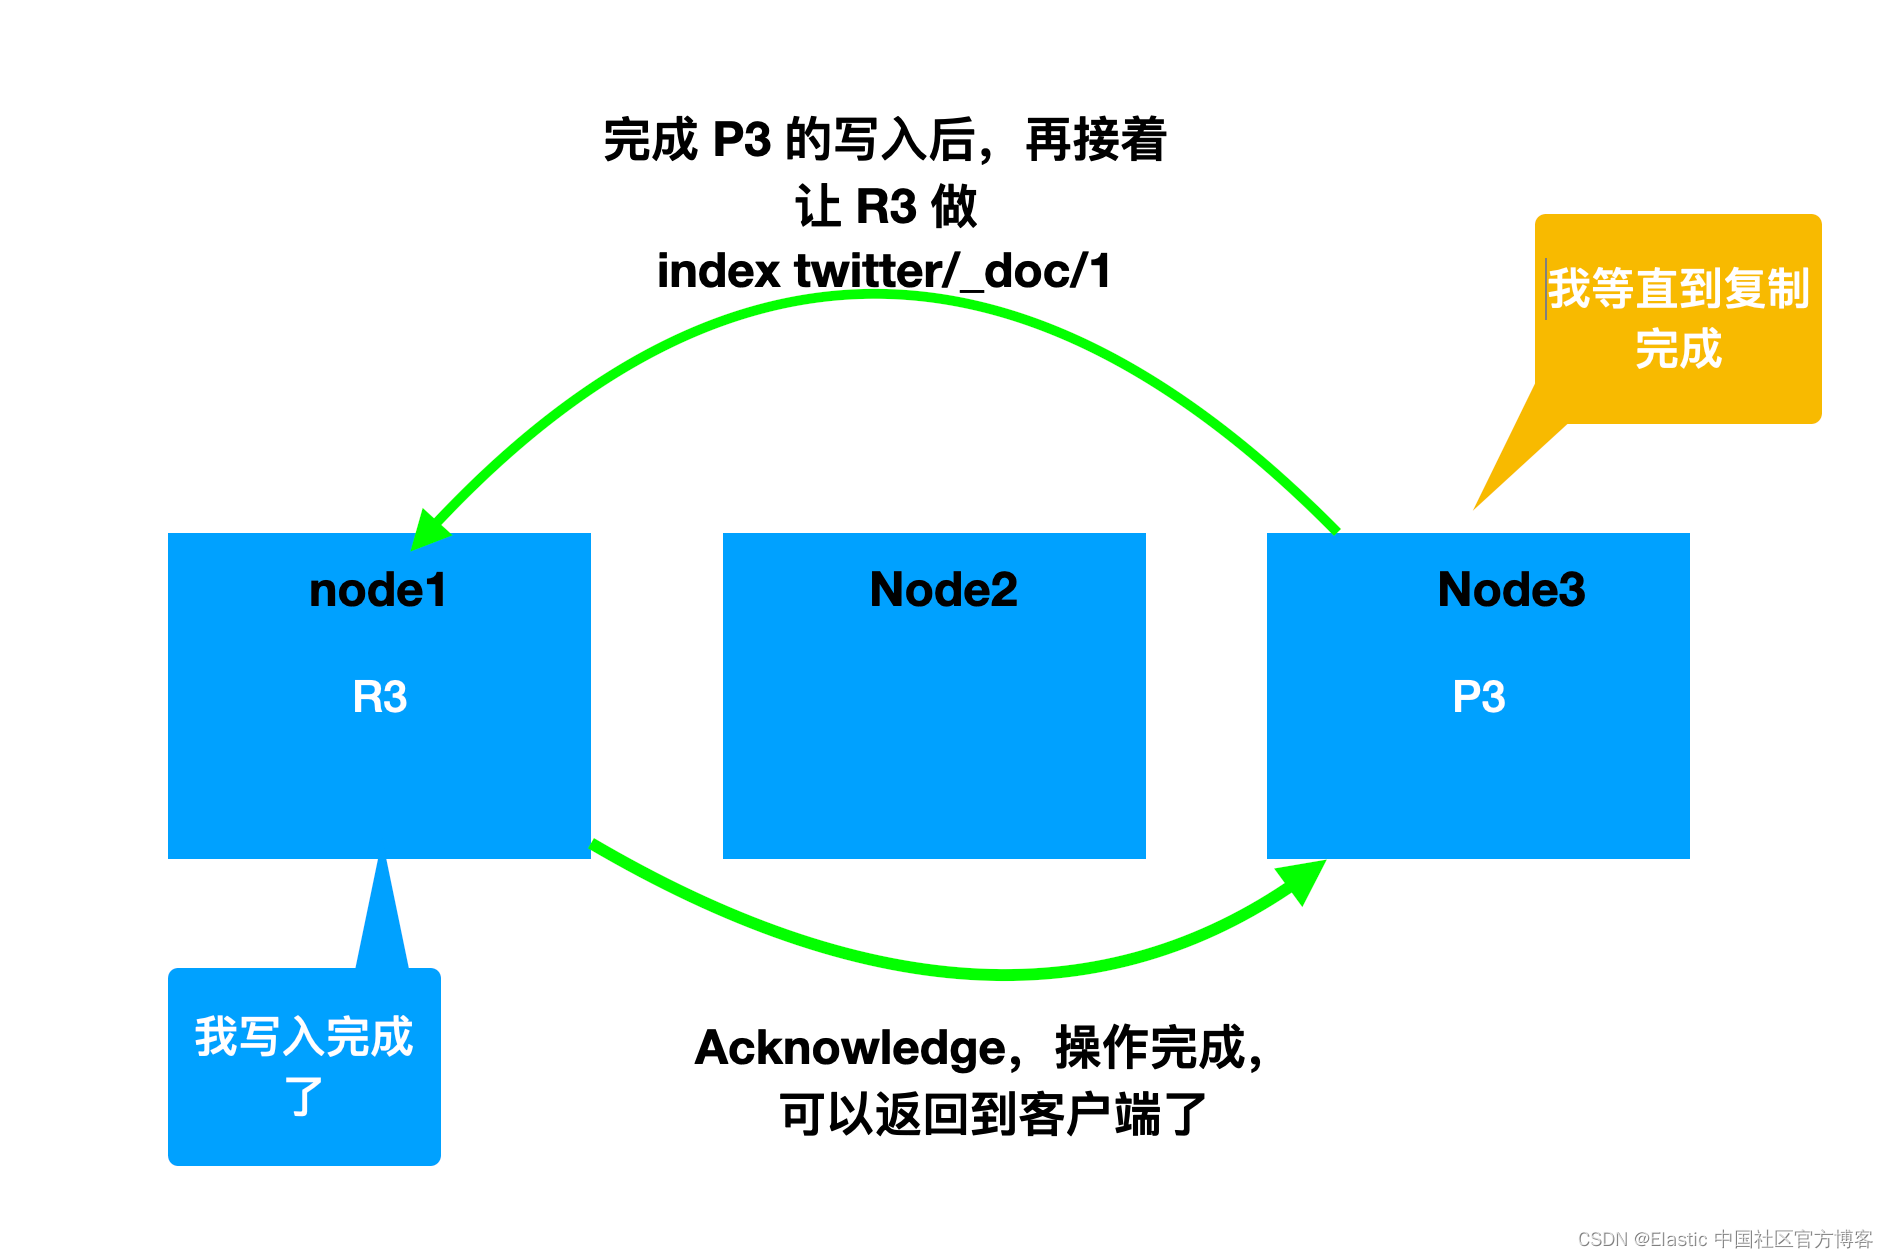 完成 P3 的写入后，再接着
让 R3 做
index twitter/_doc/1
我等直到复制
完成
node1
Node2
Node3
R3
P3
我写入完成
了
Acknowledge，操作完成，
可以返回到客户端了
CSDN @Elastic 中国社区官方博客